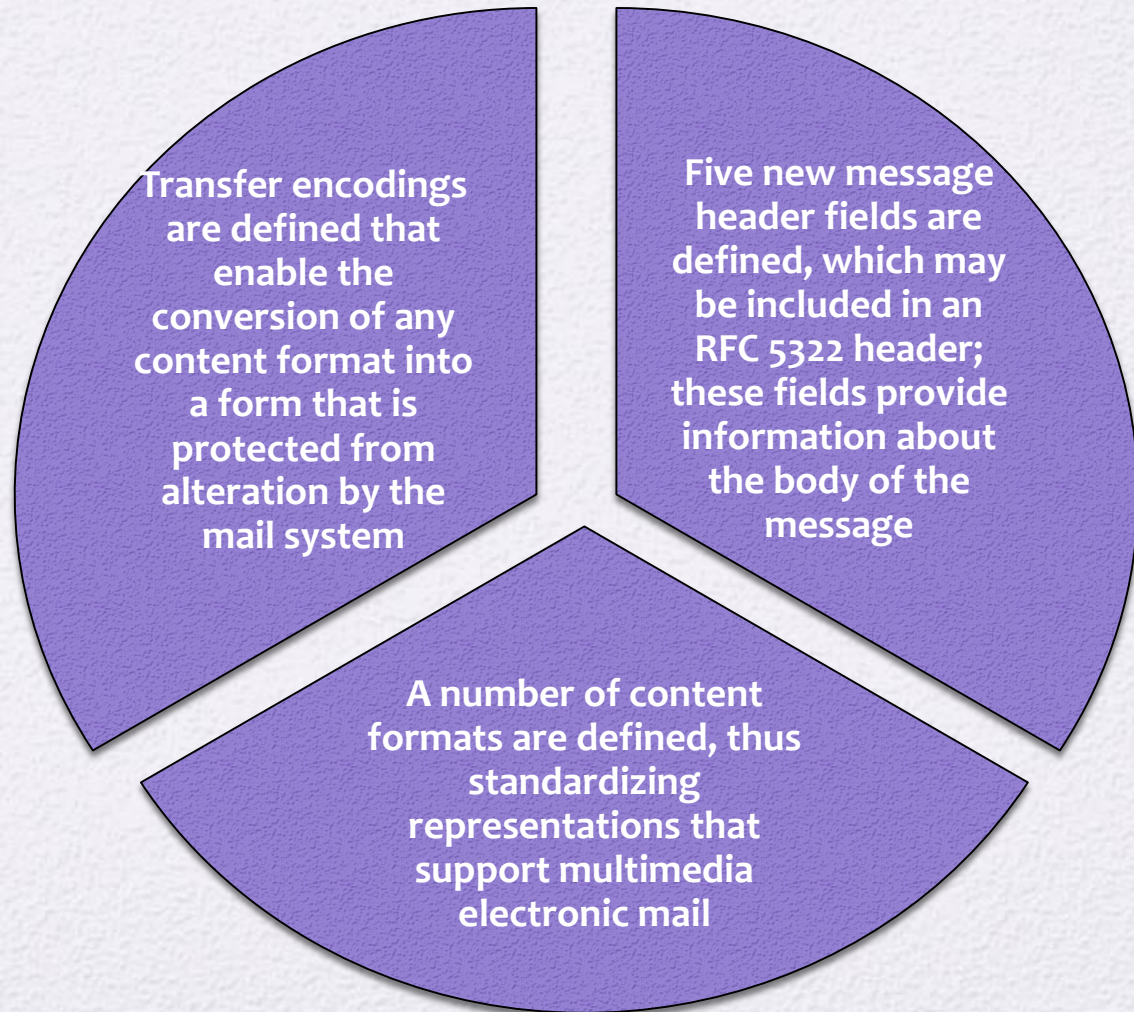 Transfer encodings
are defined that
enable the
conversion of any
content format into
a form that is
protected from
alteration by the
mail system
Five new message
header fields are
defined, which may
be included in an
RFC 5322 header;
these fields provide
information about
the body of the
message
A number of content
formats are defined, thus
standardizing
representations that
support multimedia
electronic mail